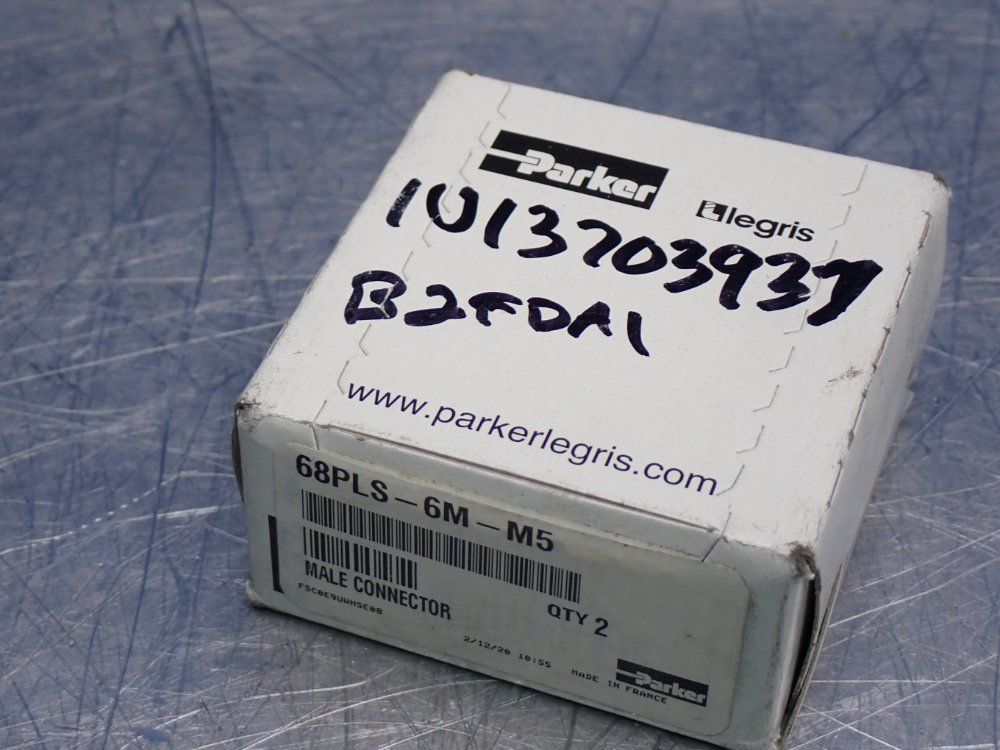 Parker
legris
1013703937
B2FDA1
www.parkerlegris.com
68PLS-6M-M5
MALE CONNECTOR
QTY 2
2/12/20 10:55
MADE IN FRANCE
Parker